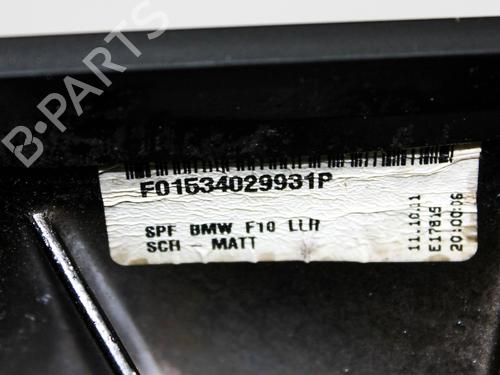 B-PARTS
F01534029931P
SPF BMW F10 LLH
SCH - MATT
11.10.11
E17815
20:00:06